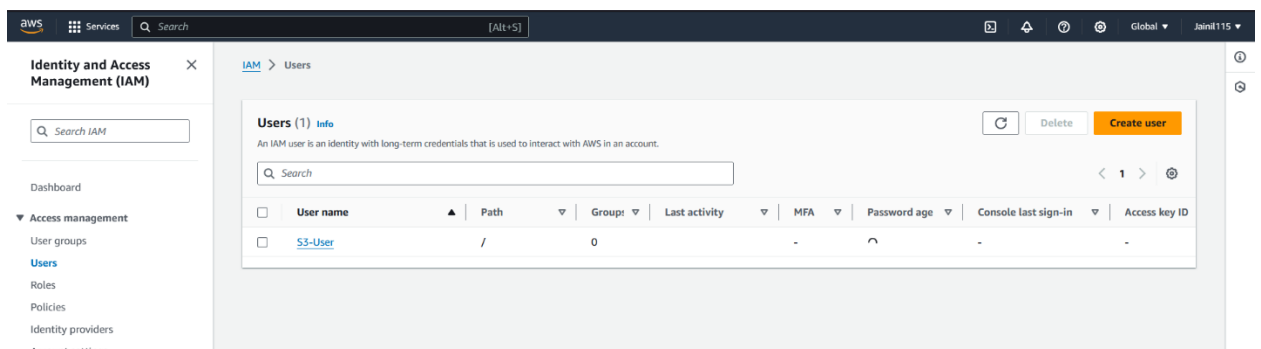 aws Services Search [Alt+S] Global Jainil115
Identity and Access
Management (IAM)
Search IAM
Dashboard
Access management
User groups
Users
Roles
Policies
Identity providers
IAM > Users
Users (1) Info
Delete
Create user
An IAM user is an identity with long-term credentials that is used to interact with AWS in an account.
Search
< 1 >
User name Path Groups Last activity MFA Password age Console last sign-in Access key ID
S3-User / 0 - - -